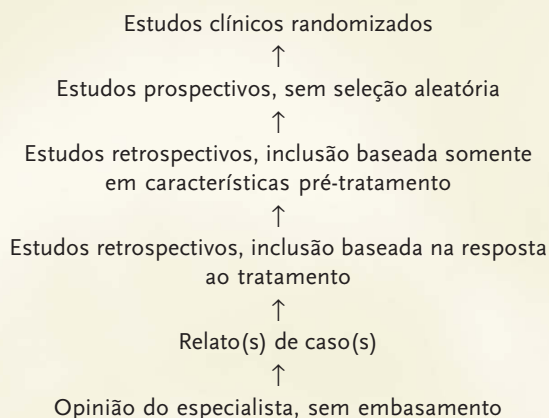 Estudos clínicos randomizados
↑
Estudos prospectivos, sem seleção aleatória
↑
Estudos retrospectivos, inclusão baseada somente
em características pré-tratamento
↑
Estudos retrospectivos, inclusão baseada na resposta
ao tratamento
↑
Relato(s) de caso(s)
↑
Opinião do especialista, sem embasamento